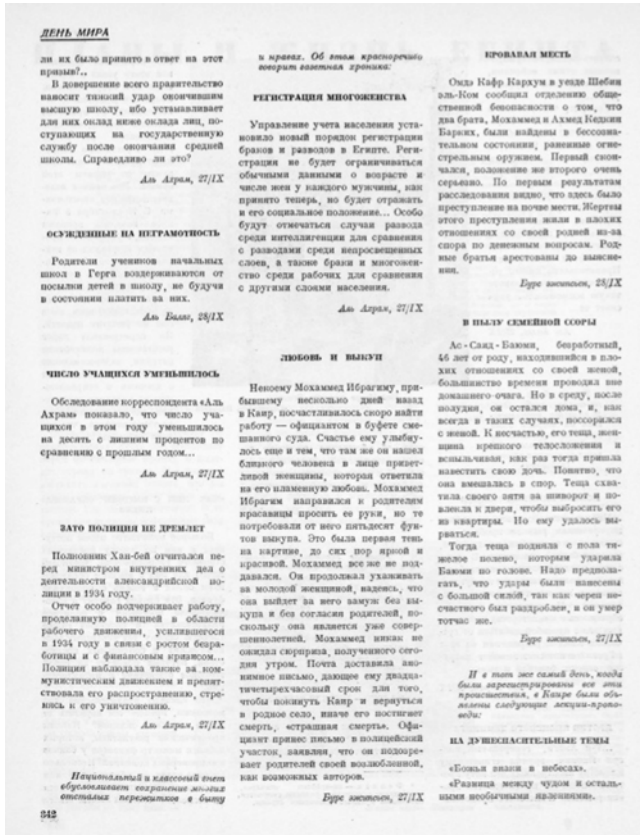 ДЕНЬ МИРА
ли их было принято в ответ на этот
призыв?..
В довершение всего правительство
наносит тяжкий удар окончившим
высшую школу, ибо устанавливает
для них оклад ниже оклада лиц, по-
ступающих на государственную
службу после окончания средней
школы. Справедливо ли это?
Аль Ахрам, 27/IX
ОСУЖДЕННЫЕ НА НЕГРАМОТНОСТЬ
Родители учеников начальных
школ в Герга воздерживаются от
посылки детей в школу, не будучи
в состоянии платить за них.
Аль Балаг, 28/IX
ЧИСЛО УЧАЩИХСЯ УМЕНЬШИЛОСЬ
Обследование корреспондента «Аль
Ахрам» показало, что число уча-
щихся в этом году уменьшилось
на десять с лишним процентов по
сравнению с прошлым годом...
Аль Ахрам, 27/IX
ЗАТО ПОЛИЦИЯ НЕ ДРЕМЛЕТ
Полковник Хан-бей отчитался пе-
ред министром внутренних дел о
деятельности александрийской по-
лиции в 1934 году.
Отчет особо подчеркивает работу,
проделанную полицией в области
рабочего движения, усилившегося
в 1934 году в связи с ростом безра-
ботицы и с финансовым кризисом...
Полиция наблюдала также за ком-
мунистическим движением и препят-
ствовала его распространению, стре-
мясь к его уничтожению.
Аль Ахрам, 27/IX
Национальный и классовый гнет
обусловливает сохранение многих
отсталых пережитков в быту
342
и нравах. Об этом красноречиво
говорит газетная хроника:
РЕГИСТРАЦИЯ МНОГОЖЕНСТВА
Управление учета населения уста-
новило новый порядок регистрации
браков и разводов в Египте. Реги-
страция не будет ограничиваться
обычными данными о возрасте и
числе жен у каждого мужчины, как
принято теперь, но будет отражать
и его социальное положение... Особо
будут отмечаться случаи развода
среди интеллигенции для сравнения
с разводами среди непросвещенных
слоев, а также браки и многожен-
ство среди рабочих для сравнения
с другими слоями населения.
Аль Ахрам, 27/IX
ЛЮБОВЬ И ВЫКУП
Некоему Мохаммед Ибрагиму, при-
бывшему несколько дней назад
в Каир, посчастливилось скоро найти
работу — официантом в буфете сме-
шанного суда. Счастье ему улыбну-
лось еще и тем, что там же он нашел
близкого человека в лице привет-
ливой женщины, которая ответила
на его пламенную любовь. Мохаммед
Ибрагим направился к родителям
красавицы просить ее руки, но те
потребовали от него пятьдесят фун-
тов выкупа. Это была первая тень
на картине, до сих пор яркой и
красивой. Мохаммед все же не под-
давался. Он продолжал ухаживать
за молодой женщиной, надеясь, что
она выйдет за него замуж без вы-
купа и без согласия родителей, по-
скольку она является уже совер-
шеннолетней. Мохаммед никак не
ожидал сюрприза, полученного сего-
дня утром. Почта доставила ано-
нимное письмо, дающее ему двадца-
тичетырехчасовый срок для того,
чтобы покинуть Каир и вернуться
в родное село, иначе его постигнет
смерть, «страшная смерть». Офи-
циант принес письмо в полицейский
участок, заявляя, что он подозре-
вает родителей своей возлюбленной,
как возможных авторов.
Бурс эжипсьен, 27/IX
КРОВАВАЯ МЕСТЬ
Омдэ Кафр Кархум в уезде Шебин
эль-Ком сообщил отделению обще-
ственной безопасности о том, что
два брата, Мохаммед и Ахмед Кедкин
Барких, были найдены в бессозна-
тельном состоянии, раненные огне-
стрельным оружием. Первый скон-
чался, положение же второго очень
серьезно. По первым результатам
расследования видно, что здесь было
преступление на почве мести. Жертвы
этого преступления жили в плохих
отношениях со своей родней из-за
спора по денежным вопросам. Род-
ные братья арестованы до выясне-
ния.
Бурс эжипсьен, 28/IX
В ПЫЛУ СЕМЕЙНОЙ ССОРЫ
Ас-Саид-Баюми, безработный,
46 лет от роду, находившийся в пло-
хих отношениях со своей женой,
большинство времени проводил вне
домашнего очага. Но в среду, после
полудня, он остался дома, и, как
всегда в таких случаях, поссорился
с женой. К несчастью, его теща, жен-
щина крепкого телосложения и
вспыльчивая, как раз тогда пришла
навестить свою дочь. Понятно, что
она вмешалась в спор. Теща схва-
тила своего зятя за шиворот и по-
влекла к двери, чтобы выбросить его
из квартиры. Но ему удалось вы-
рваться.
Тогда теща подняла с пола тя-
желое полено, которым ударила
Баюми по голове. Надо предпола-
гать, что удары были нанесены
с большой силой, так как череп не-
счастного был раздроблен, и он умер
тотчас же.
Бурс эжипсьен, 27/IX
И в тот же самый день, когда
были зарегистрированы все эти
происшествия, в Каире были объ-
явлены следующие лекции-пропо-
веди:
НА ДУШЕСПАСИТЕЛЬНЫЕ ТЕМЫ
«Божьи знаки в небесах».
«Разница между чудом и осталь-
ными необычными явлениями».